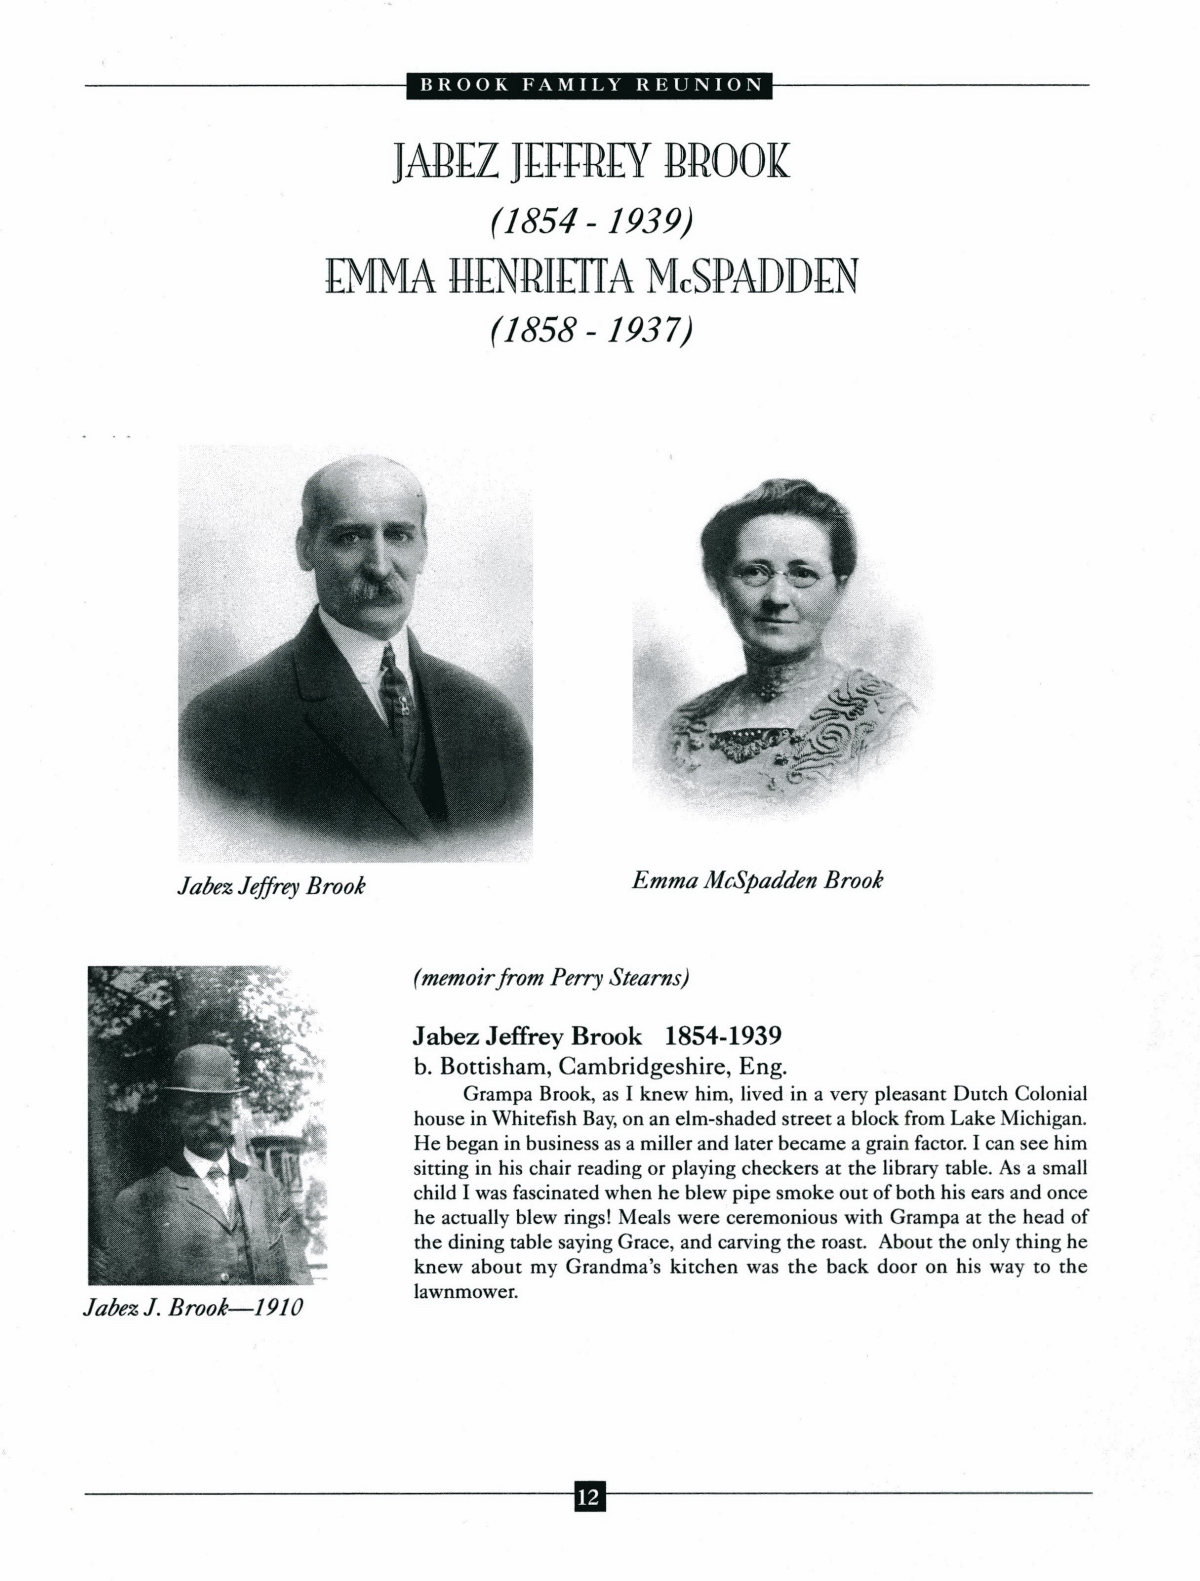 BROOK FAMILY REUNION
JABEZ JEFFREY BROOK
(1854 - 1939)
EMMA HENRIETTA McSPADDEN
(1858 - 1937)
Jabez Jeffrey Brook
Emma McSpadden Brook
(memoir from Perry Stearns)
Jabez Jeffrey Brook 1854-1939
b. Bottisham, Cambridgeshire, Eng.
Grampa Brook, as I knew him, lived in a very pleasant Dutch Colonial
house in Whitefish Bay, on an elm-shaded street a block from Lake Michigan.
He began in business as a miller and later became a grain factor. I can see him
sitting in his chair reading or playing checkers at the library table. As a small
child I was fascinated when he blew pipe smoke out of both his ears and once
he actually blew rings! Meals were ceremonious with Grampa at the head of
the dining table saying Grace, and carving the roast. About the only thing he
knew about my Grandma's kitchen was the back door on his way to the
lawnmower.
Jabez J. Brook—1910
12